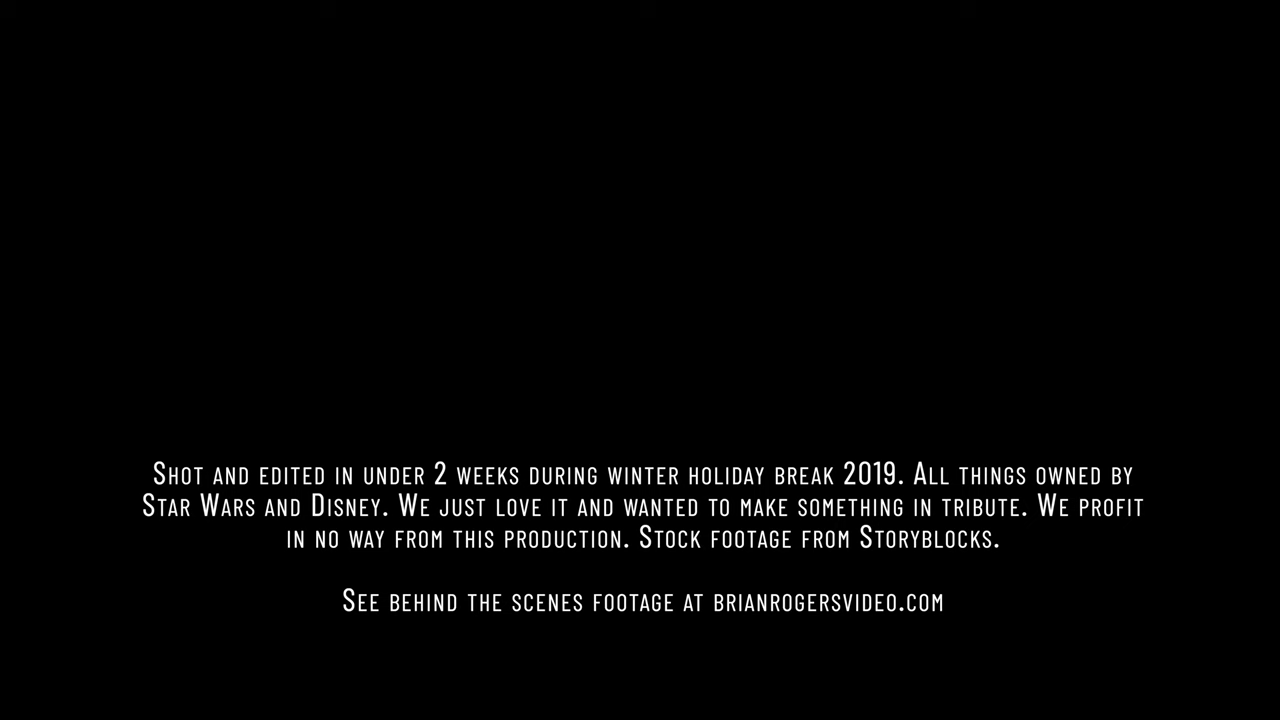 Shot and edited in under 2 weeks during winter holiday break 2019. All things owned by
Star Wars and Disney. We just love it and wanted to make something in tribute. We profit
in no way from this production. Stock footage from Storyblocks.
See behind the scenes footage at brianrogersvideo.com